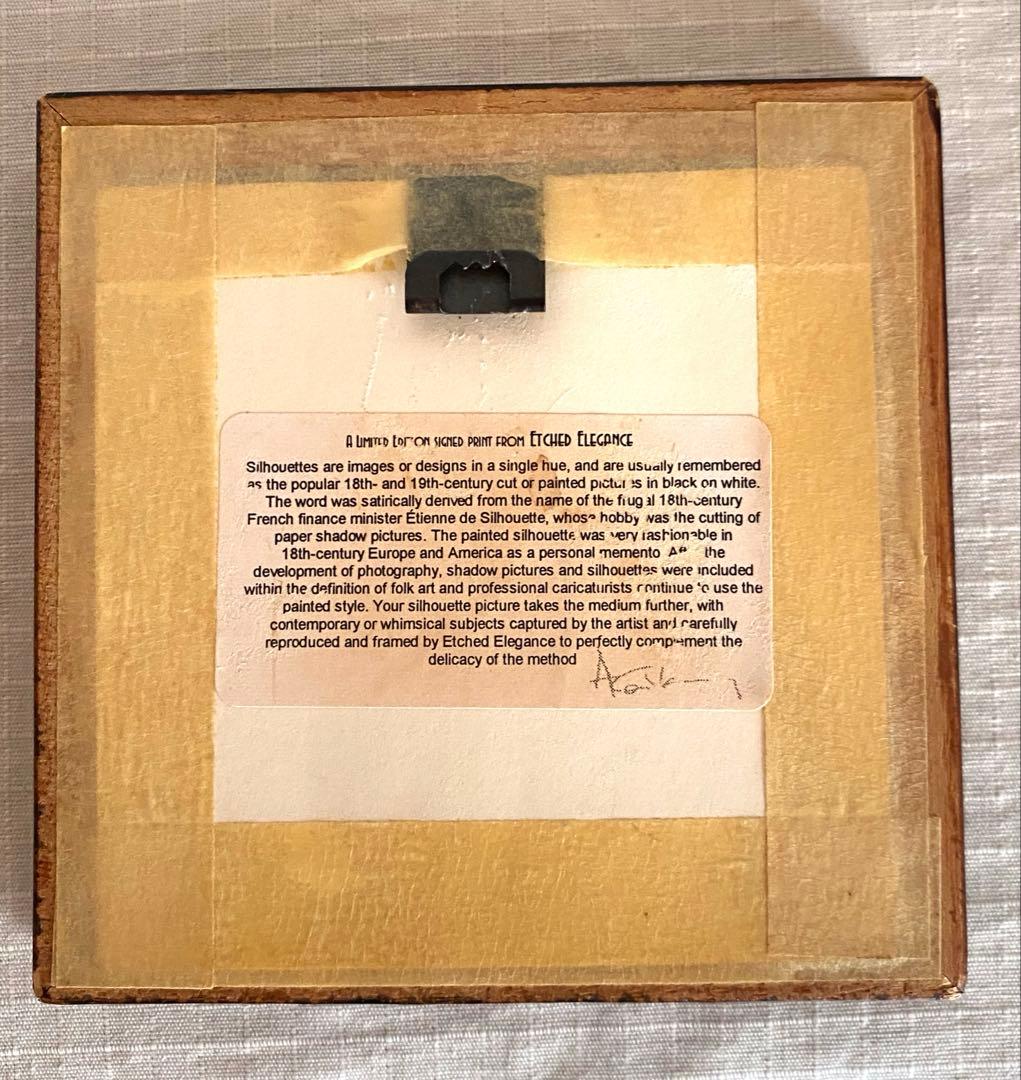 A LIMITED EDITION SIGNED PRINT FROM ETCHED ELEGANCE
Silhouettes are images or designs in a single hue, and are usually remembered
as the popular 18th- and 19th-century cut or painted pictures in black on white.
The word was satirically derived from the name of the frugal 18th-century
French finance minister Étienne de Silhouette, whose hobby was the cutting of
paper shadow pictures. The painted silhouette was very fashionable in
18th-century Europe and America as a personal memento After the
development of photography, shadow pictures and silhouettes were included
within the definition of folk art and professional caricaturists continue to use the
painted style. Your silhouette picture takes the medium further, with
contemporary or whimsical subjects captured by the artist and carefully
reproduced and framed by Etched Elegance to perfectly complement the
delicacy of the method